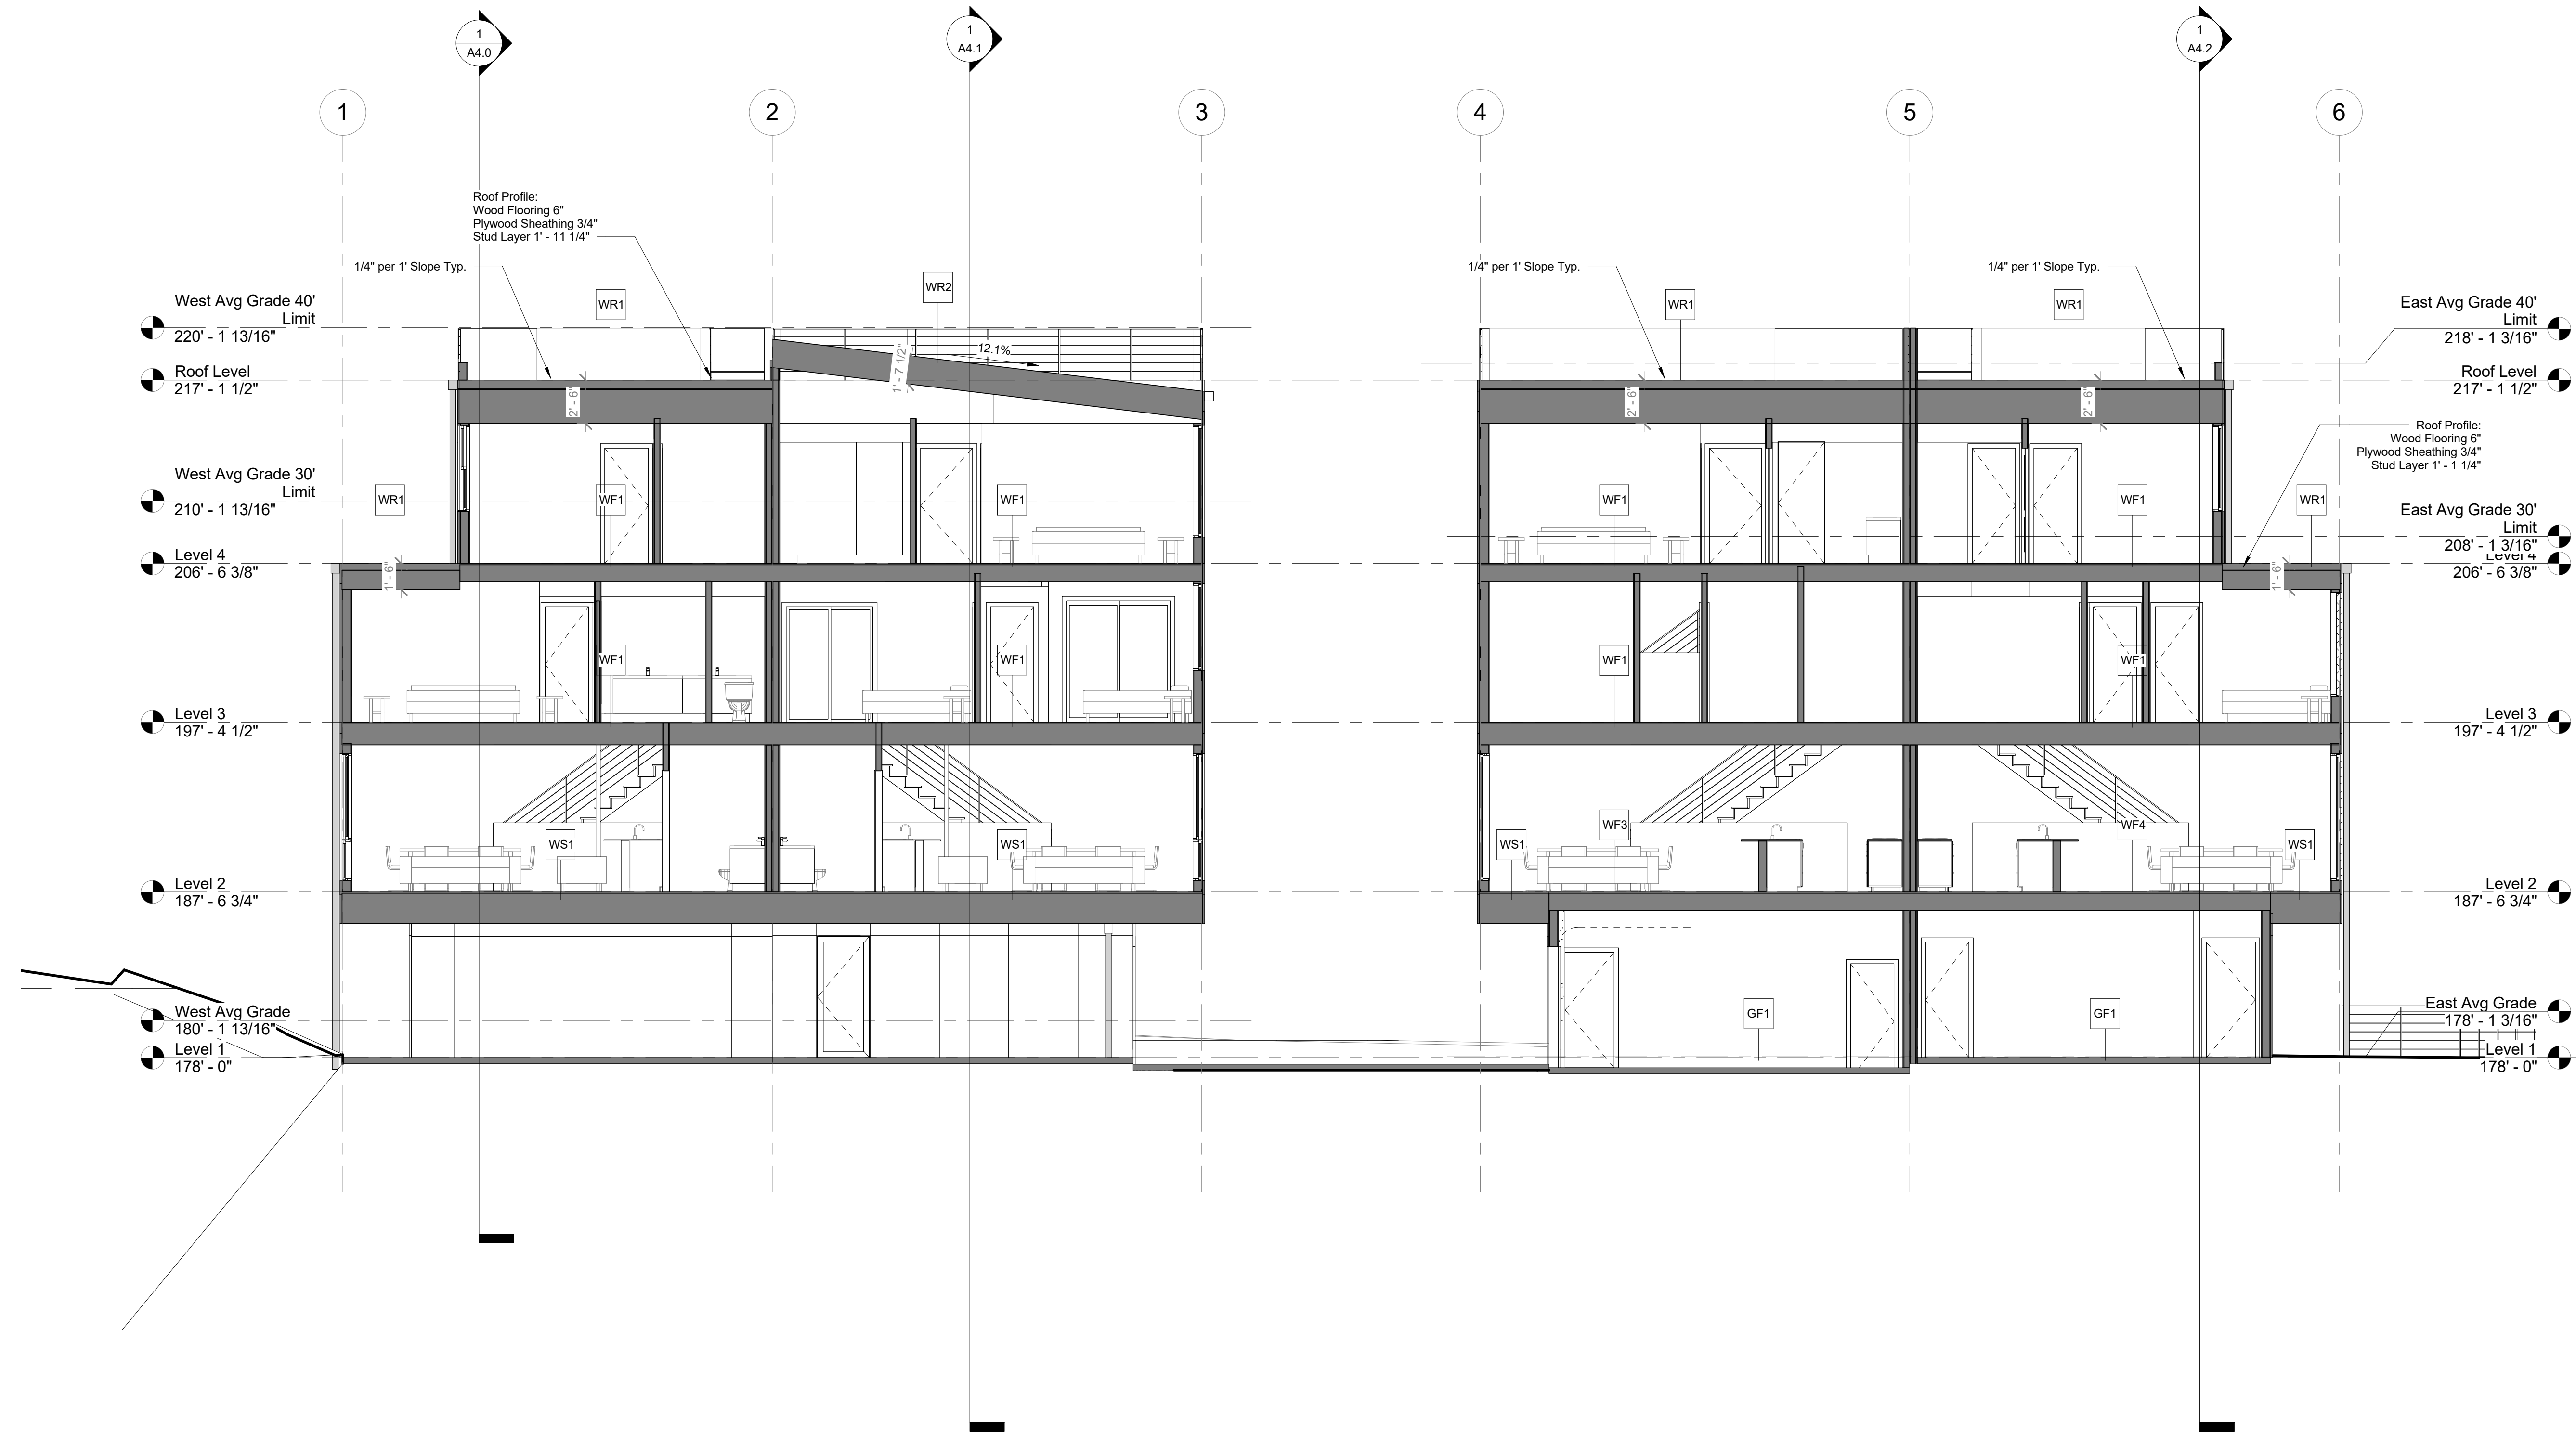 1
A4.0
1
A4.1
1
A4.2
1
2
3
4
5
6
Roof Profile:
Wood Flooring 6"
Plywood Sheathing 3/4"
Stud Layer 1' - 11 1/4"
1/4" per 1' Slope Typ.
1/4" per 1' Slope Typ.
1/4" per 1' Slope Typ.
WR1
WR2
WR1
WR1
West Avg Grade 40'
Limit
220' - 1 13/16"
East Avg Grade 40'
Limit
218' - 1 3/16"
12.1%
1' - 7 1/2"
Roof Level
217' - 1 1/2"
Roof Level
217' - 1 1/2"
2' - 6"
2' - 6"
2' - 6"
Roof Profile:
Wood Flooring 6"
Plywood Sheathing 3/4"
Stud Layer 1' - 1 1/4"
West Avg Grade 30'
Limit
210' - 1 13/16"
WR1
WF1
WF1
WF1
WF1
WR1
East Avg Grade 30'
Limit
208' - 1 3/16"
Level 4
206' - 6 3/8"
Level 4
206' - 6 3/8"
1' - 6"
1' - 6"
WF1
WF1
WF1
WF1
Level 3
197' - 4 1/2"
Level 3
197' - 4 1/2"
WS1
WS1
WS1
WF3
WF4
WS1
Level 2
187' - 6 3/4"
Level 2
187' - 6 3/4"
West Avg Grade
180' - 1 13/16"
GF1
GF1
East Avg Grade
178' - 1 3/16"
Level 1
178' - 0"
Level 1
178' - 0"